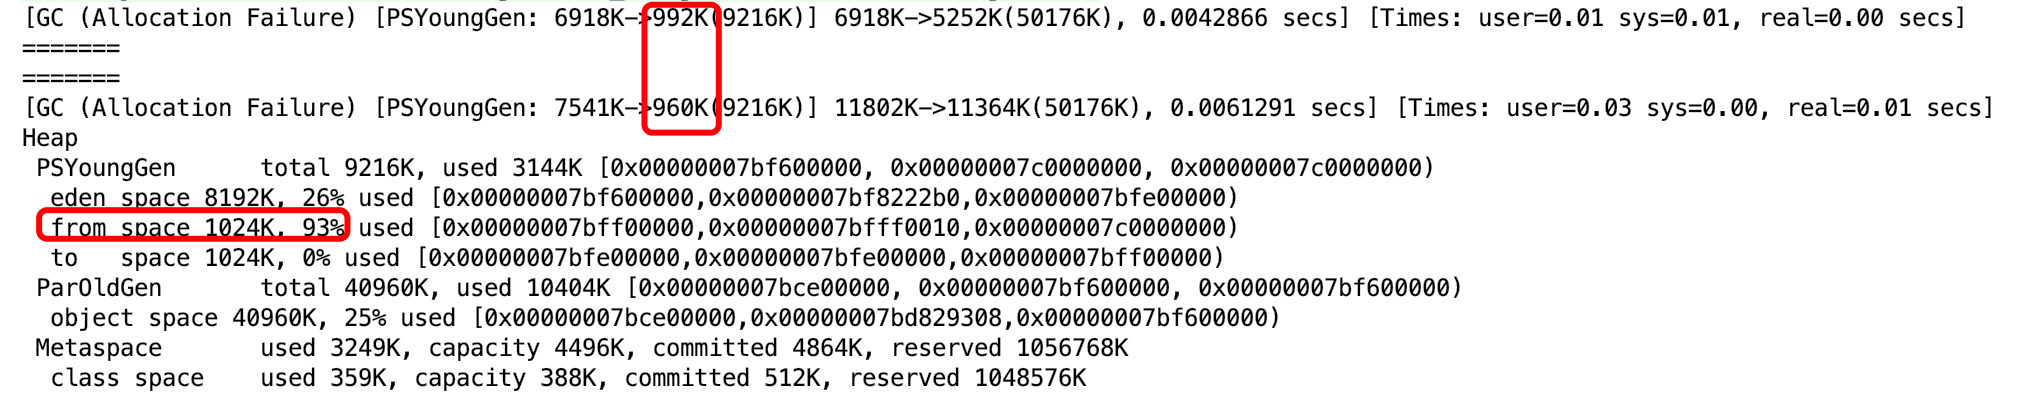 [GC (Allocation Failure) [PSYoungGen: 6918K->992K(9216K)] 6918K->5252K(50176K), 0.0042866 secs] [Times: user=0.01 sys=0.01, real=0.00 secs]
=======
=======
[GC (Allocation Failure) [PSYoungGen: 7541K->960K(9216K)] 11802K->11364K(50176K), 0.0061291 secs] [Times: user=0.03 sys=0.00, real=0.01 secs]
Heap
PSYoungGen total 9216K, used 3144K [0x00000007bf600000, 0x00000007c0000000, 0x00000007c0000000)
eden space 8192K, 26% used [0x00000007bf600000,0x00000007bf8222b0,0x00000007bfe00000)
from space 1024K, 93% used [0x00000007bff00000,0x00000007bfff0010,0x00000007c0000000)
to space 1024K, 0% used [0x00000007bfe00000,0x00000007bfe00000,0x00000007bff00000)
ParOldGen total 40960K, used 10404K [0x00000007bce00000, 0x00000007bf600000, 0x00000007bf600000)
object space 40960K, 25% used [0x00000007bce00000,0x00000007bd829308,0x00000007bf600000)
Metaspace used 3249K, capacity 4496K, committed 4864K, reserved 1056768K
class space used 359K, capacity 388K, committed 512K, reserved 1048576K